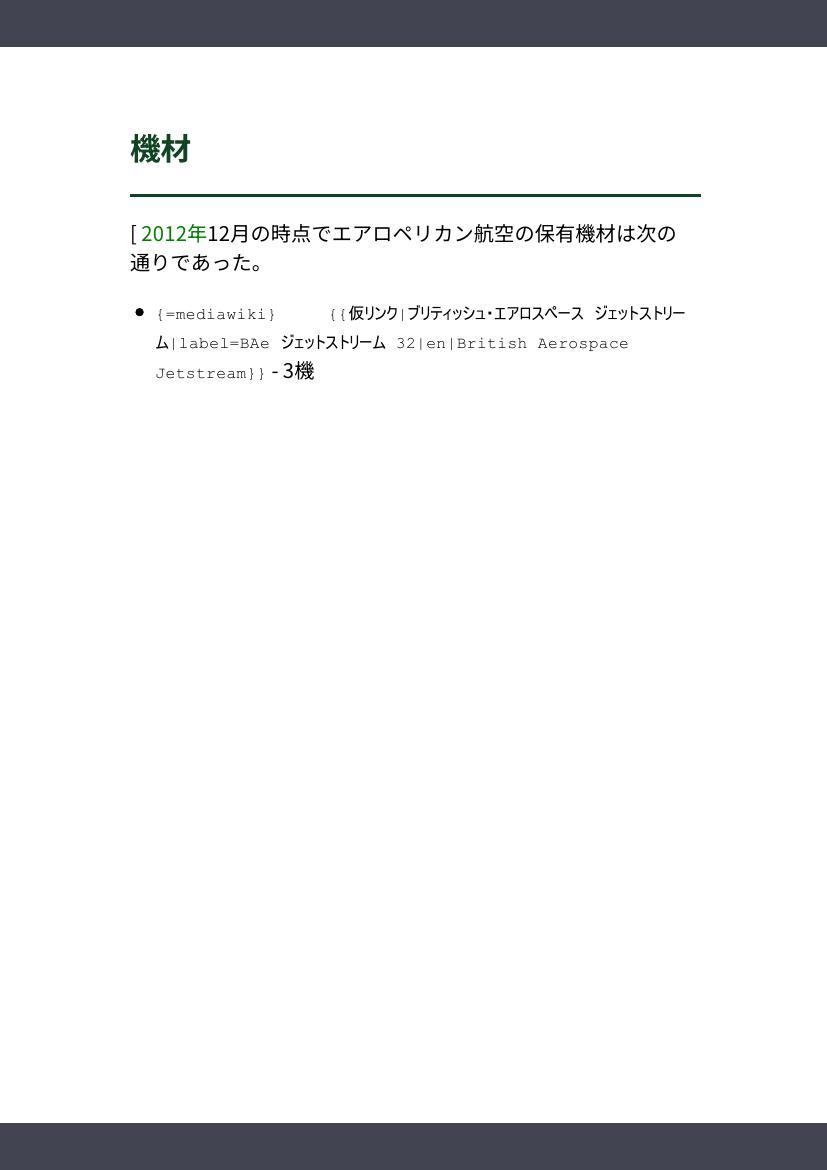 機材
[ 2012年12月の時点でエアロペリカン航空の保有機材は次の
通りであった。
● {=mediawiki} {{仮リンク|ブリティッシュ・エアロスペース ジェットストリー
ム|label=BAe ジェットストリーム 32|en|British Aerospace
Jetstream}} - 3機